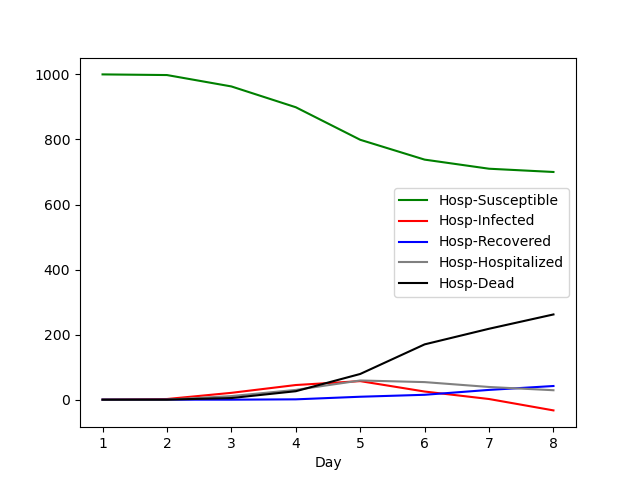 1000
800
600
400
200
0
Hosp-Susceptible
Hosp-Infected
Hosp-Recovered
Hosp-Hospitalized
Hosp-Dead
1 2 3 4 5 6 7 8
Day